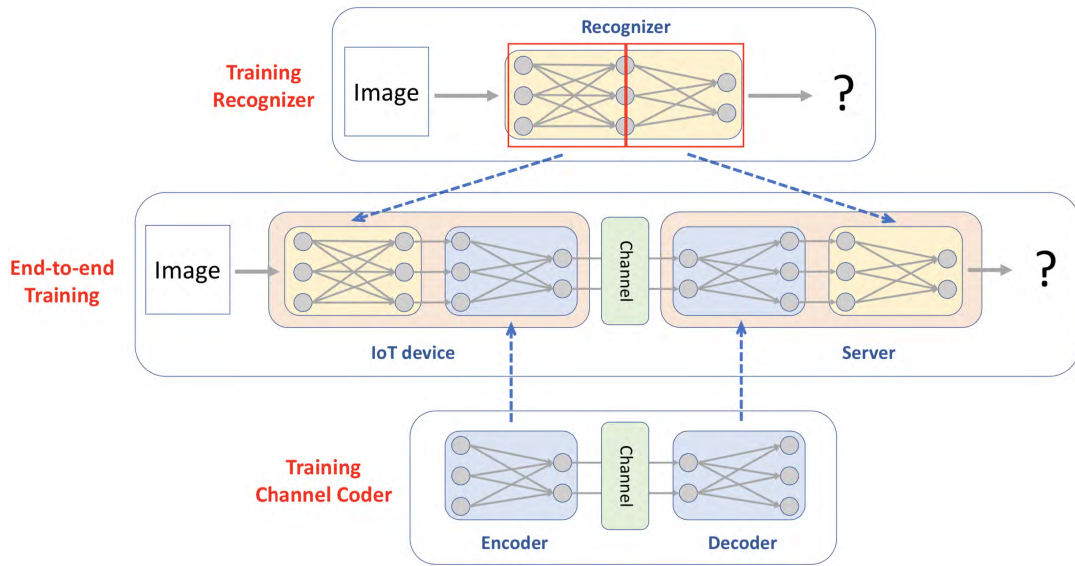 Recognizer
Training
Recognizer
Image
?
End-to-end
Training
Image
Channel
?
IoT device
Server
Training
Channel Coder
Channel
Encoder
Decoder